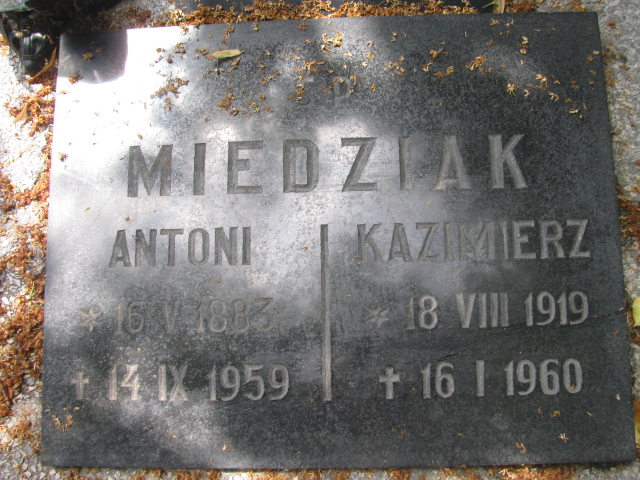 Ś P
MIEDZIAK
ANTONI
* 16 V 1883
† 14 IX 1959
KAZIMIERZ
* 18 VIII 1919
† 16 I 1960